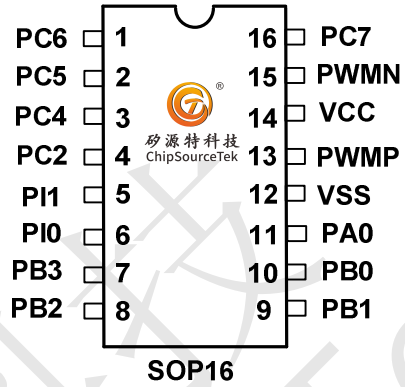 PC6 1 16 PC7
PC5 2 15 PWMN
PC4 3 14 VCC
PC2 4 13 PWMP
PI1 5 12 VSS
PI0 6 11 PA0
PB3 7 10 PB0
PB2 8 9 PB1
®
矽源特科技
ChipSourceTek
SOP16